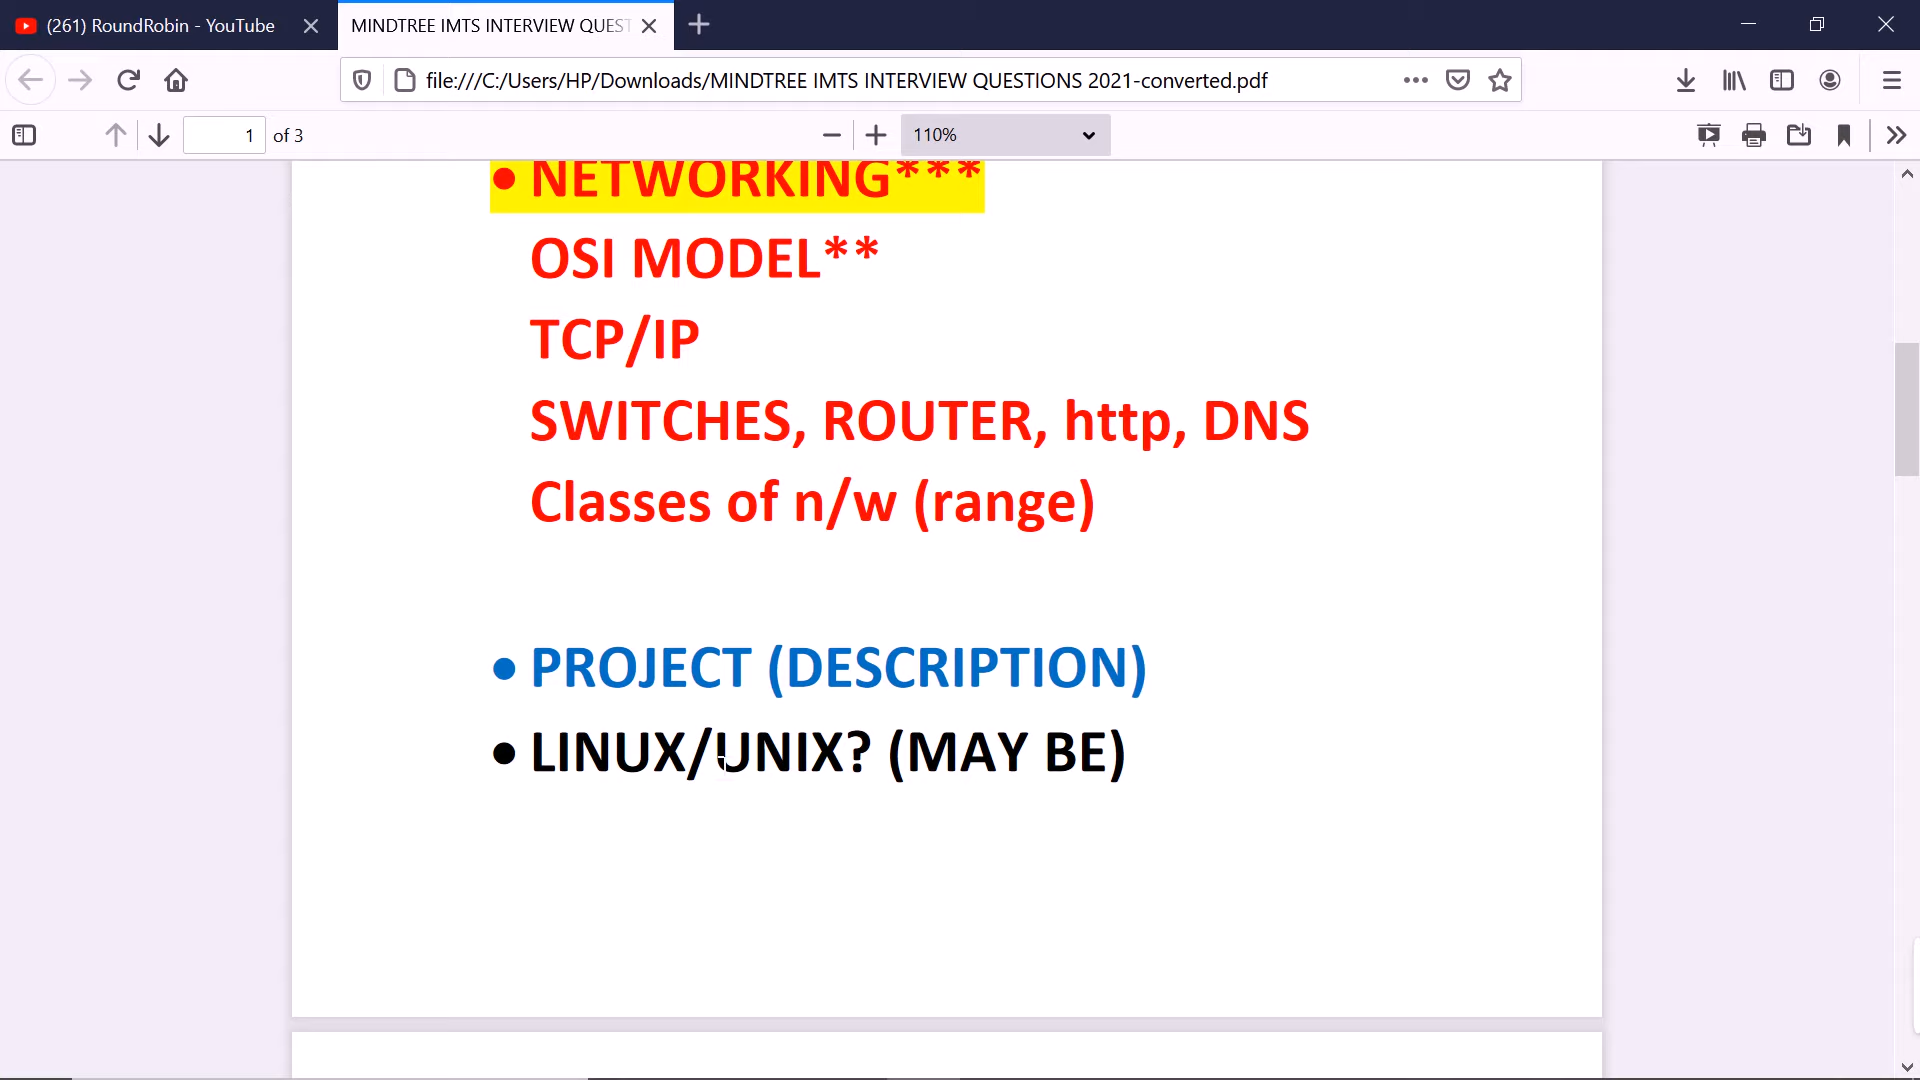 (261) RoundRobin - YouTube
MINDTREE IMTS INTERVIEW QUEST
file:///C:/Users/HP/Downloads/MINDTREE IMTS INTERVIEW QUESTIONS 2021-converted.pdf
1 of 3
110%
• NETWORKING***
OSI MODEL**
TCP/IP
SWITCHES, ROUTER, http, DNS
Classes of n/w (range)
• PROJECT (DESCRIPTION)
• LINUX/UNIX? (MAY BE)